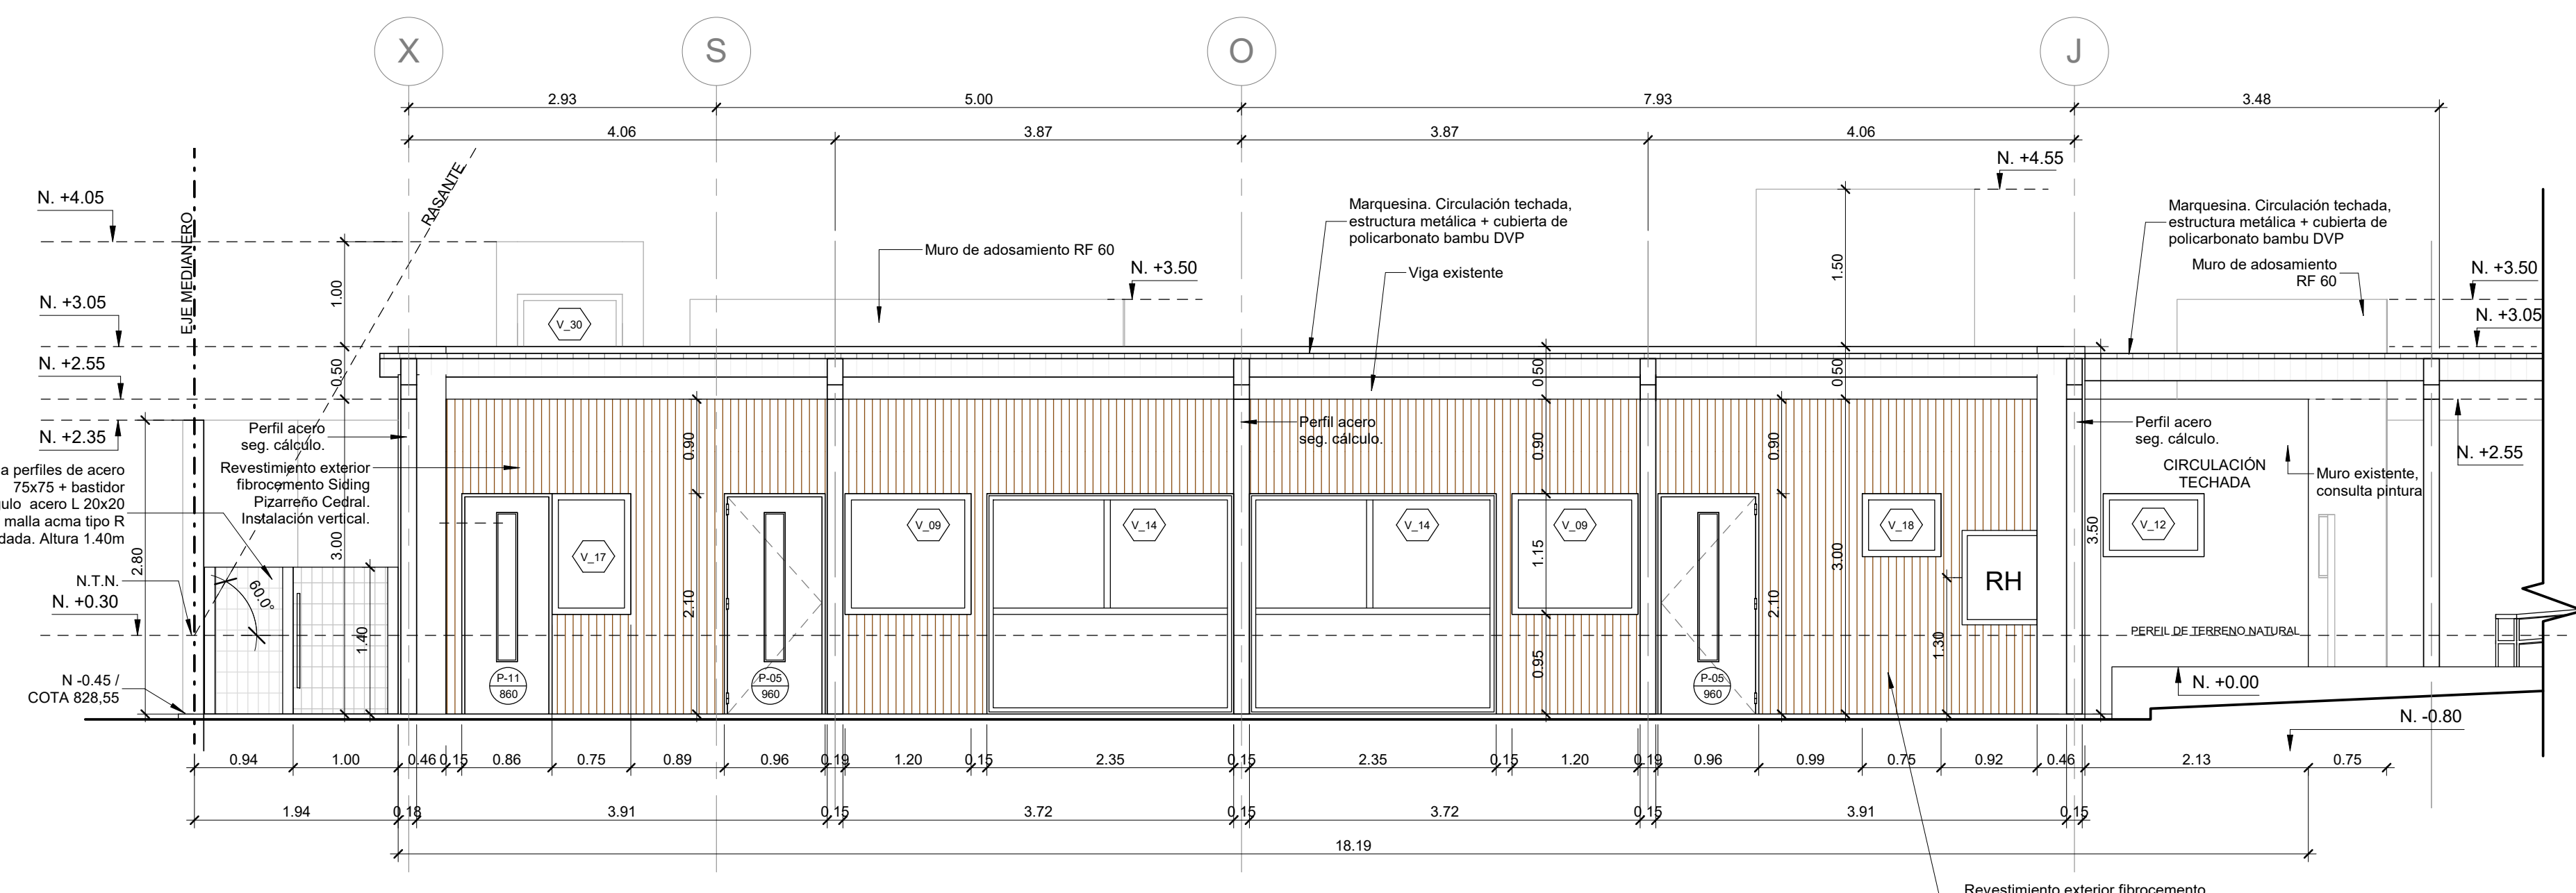 X
S
O
J
2.93
5.00
7.93
3.48
4.06
3.87
3.87
4.06
N. +4.05
N. +3.05
N. +2.55
N. +2.35
EJE MEDIANERO
RASANTE
1.00
0.50
3.00
V_30
Muro de adosamiento RF 60
N. +3.50
Marquesina. Circulación techada,
estructura metálica + cubierta de
policarbonato bambu DVP
Viga existente
N. +4.55
1.50
Marquesina. Circulación techada,
estructura metálica + cubierta de
policarbonato bambu DVP
Muro de adosamiento
RF 60
N. +3.50
N. +3.05
N. +2.55
Perfil acero
seg. cálculo.
Revestimiento exterior
fibrocemento Siding
Pizarreño Cedral.
Instalación vertical.
a perfiles de acero
75x75 + bastidor
gulo acero L 20x20
malla acma tipo R
dada. Altura 1.40m
2.80
N.T.N.
N. +0.30
60.0°
1.40
N -0.45 /
COTA 828,55
0.90
2.10
V_17
P-11
860
P-05
960
V_09
V_14
Perfil acero
seg. cálculo.
V_14
V_09
0.50
0.90
1.15
0.95
P-05
960
0.90
2.10
0.50
3.00
V_18
RH
1.30
3.50
Perfil acero
seg. cálculo.
CIRCULACIÓN
TECHADA
V_12
Muro existente,
consulta pintura
PERFIL DE TERRENO NATURAL
N. +0.00
N. -0.80
0.94
1.00
0.46
0.15
0.86
0.75
0.89
0.96
0.19
1.20
0.15
2.35
0.15
2.35
0.15
1.20
0.19
0.96
0.99
0.75
0.92
0.46
2.13
0.75
1.94
0.18
3.91
0.15
3.72
0.15
3.72
0.15
3.91
0.15
18.19
Revestimiento exterior fibrocemento